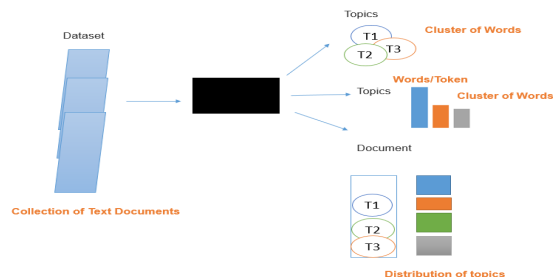 Dataset
Collection of Text Documents
Topics
T1
T2
T3
Cluster of Words
Words/Token
Topics
Cluster of Words
Document
T1
T2
T3
Distribution of topics